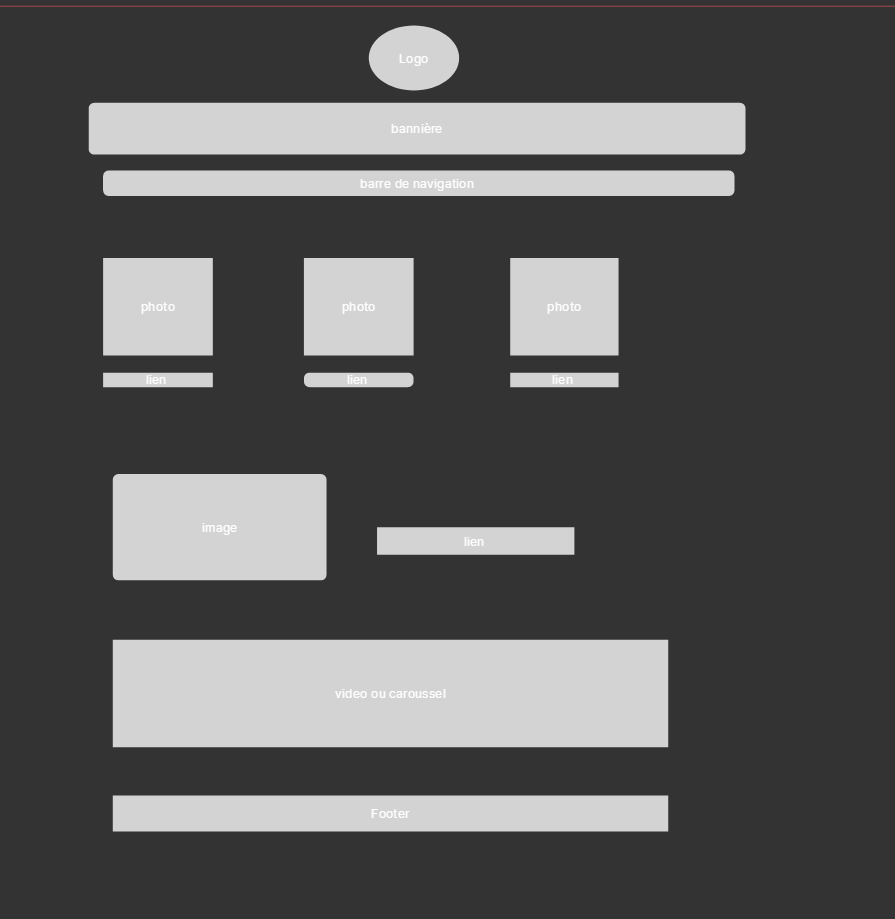 Logo
bannière
barre de navigation
photo
photo
photo
lien
lien
lien
image
lien
video ou caroussel
Footer